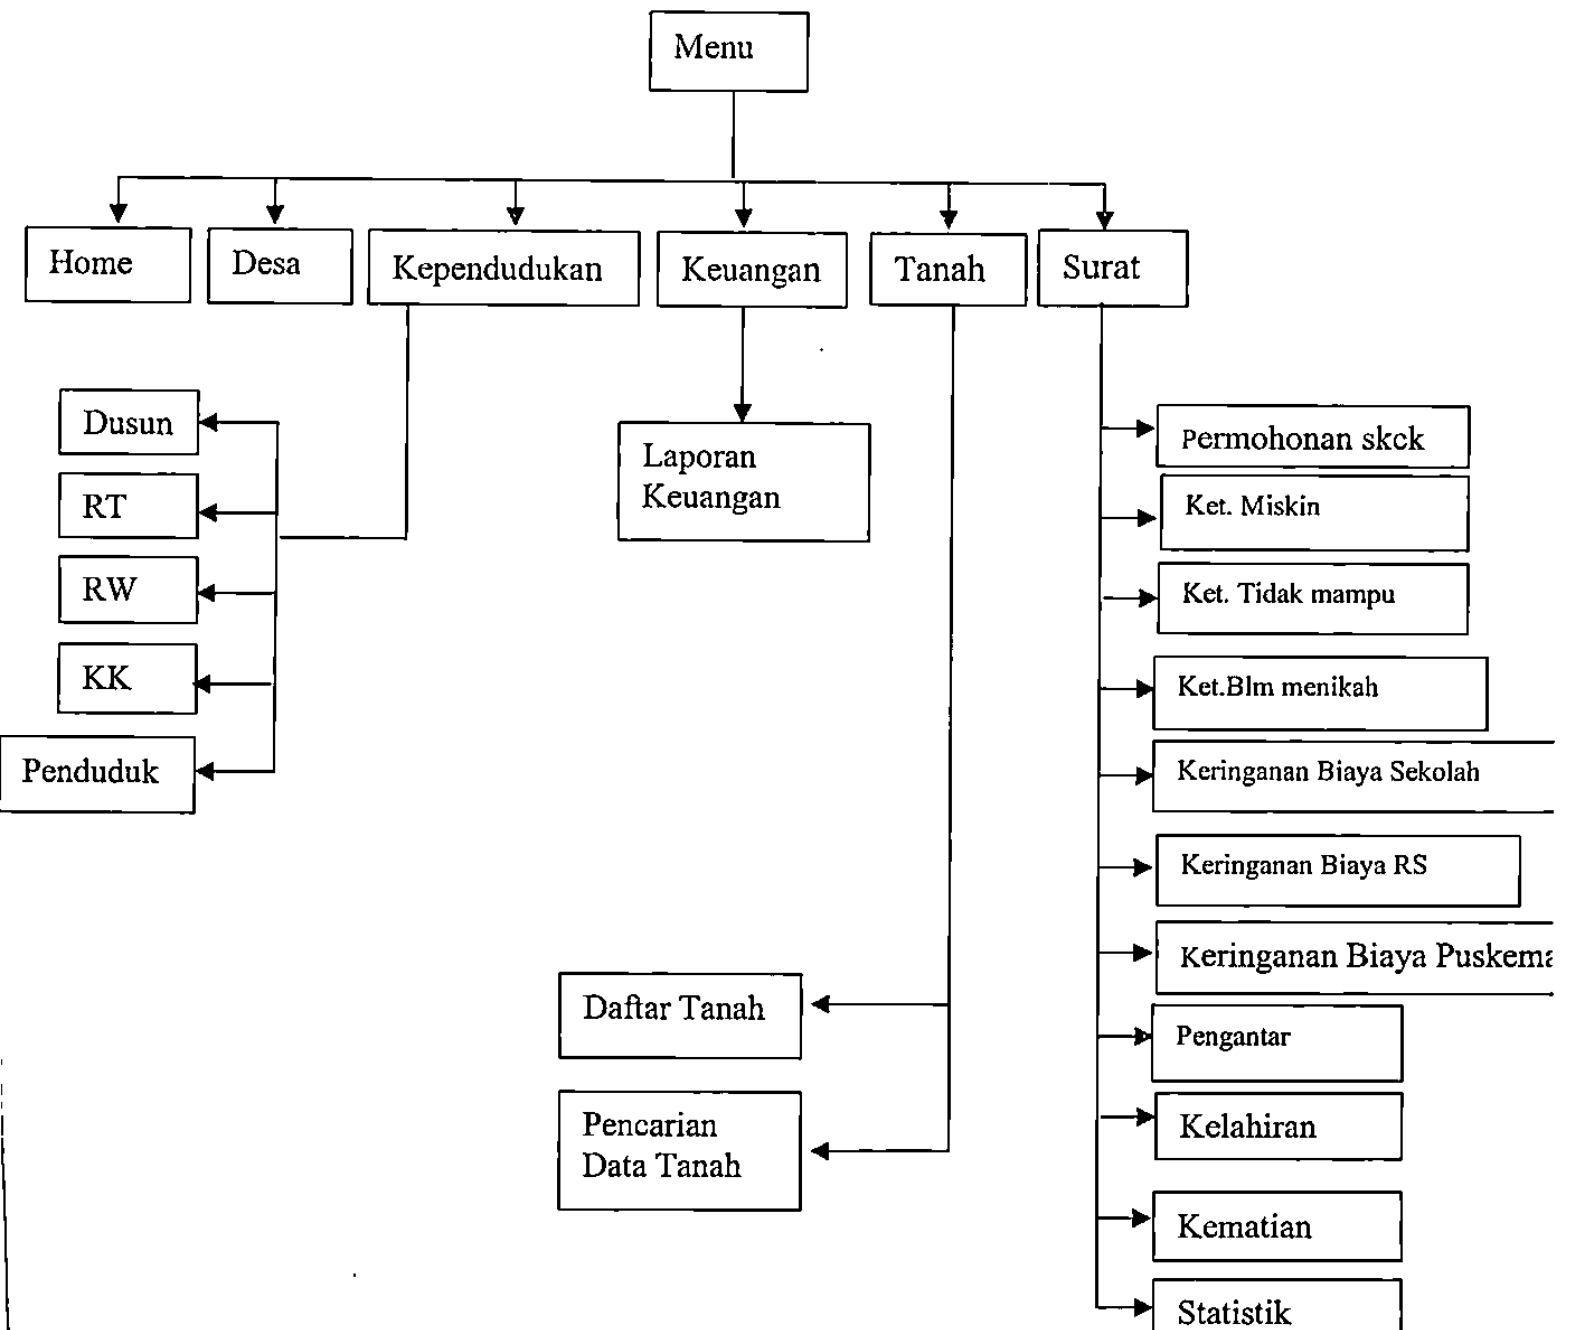 Menu
Home
Desa
Kependudukan
Keuangan
Tanah
Surat
Dusun
RT
RW
KK
Penduduk
Laporan
Keuangan
Daftar Tanah
Pencarian
Data Tanah
Permohonan skck
Ket. Miskin
Ket. Tidak mampu
Ket.Blm menikah
Keringanan Biaya Sekolah
Keringanan Biaya RS
Keringanan Biaya
Pengantar
Kelahiran
Kematian
Statistik